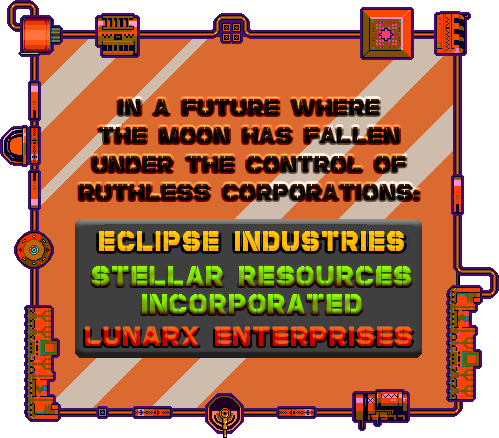 IN A FUTURE WHERE
THE MOON HAS FALLEN
UNDER THE CONTROL OF
RUTHLESS CORPORATIONS:
ECLIPSE INDUSTRIES
STELLAR RESOURCES
INCORPORATED
LUNARX ENTERPRISES